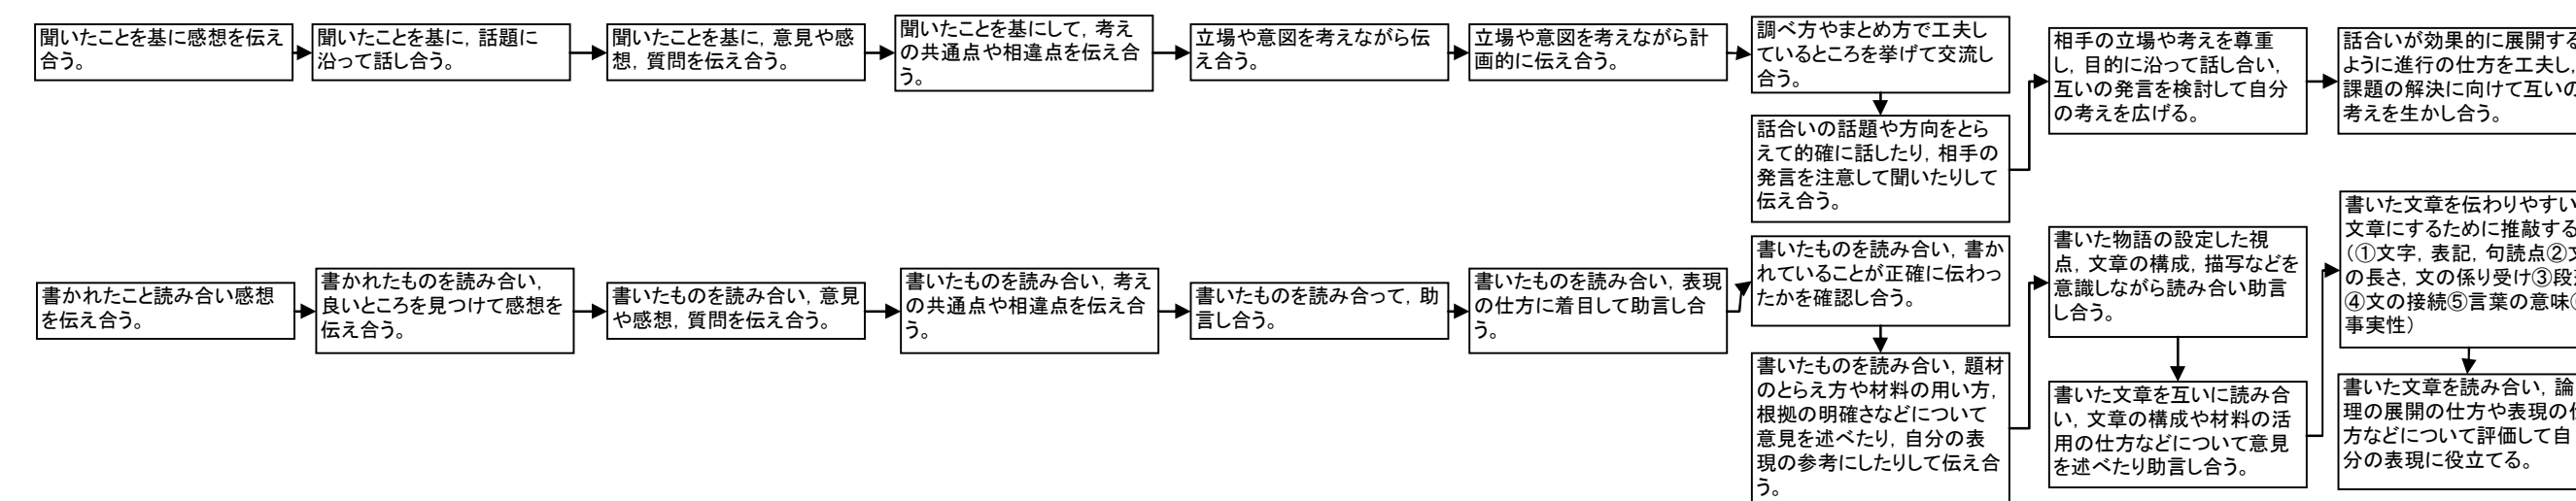 聞いたことを基に感想を伝え
合う。
聞いたことを基に，話題に
沿って話し合う。
聞いたことを基に，意見や感
想，質問を伝え合う。
聞いたことを基にして，考え
の共通点や相違点を伝え合
う。
立場や意図を考えながら伝
え合う。
立場や意図を考えながら計
画的に伝え合う。
調べ方やまとめ方で工夫し
ているところを挙げて交流し
合う。
話合いの話題や方向をとら
えて的確に話したり，相手の
発言を注意して聞いたりして
伝え合う。
相手の立場や考えを尊重
し，目的に沿って話し合い，
互いの発言を検討して自分
の考えを広げる。
話合いが効果的に展開する
ように進行の仕方を工夫し，
課題の解決に向けて互いの
考えを生かし合う。
書かれたこと読み合い感想
を伝え合う。
書かれたものを読み合い，
良いところを見つけて感想を
伝え合う。
書いたものを読み合い，意見
や感想，質問を伝え合う。
書いたものを読み合い，考え
の共通点や相違点を伝え合
う。
書いたものを読み合って，助
言し合う。
書いたものを読み合い，表現
の仕方に着目して助言し合
う。
書いたものを読み合い，書か
れていることが正確に伝わっ
たかを確認し合う。
書いたものを読み合い，題材
のとらえ方や材料の用い方，
根拠の明確さなどについて
意見を述べたり，自分の表
現の参考にしたりして伝え合
う。
書いた物語の設定した視
点，文章の構成，描写などを
意識しながら読み合い助言
し合う。
書いた文章を互いに読み合
い，文章の構成や材料の活
用の仕方などについて意見
を述べたり助言し合う。
書いた文章を伝わりやすい
文章にするために推敲する
（①文字，表記，句読点②文
の長さ，文の係り受け③段
④文の接続⑤言葉の意味
事実性）
書いた文章を読み合い，論
理の展開の仕方や表現の仕
方などについて評価して自
分の表現に役立てる。